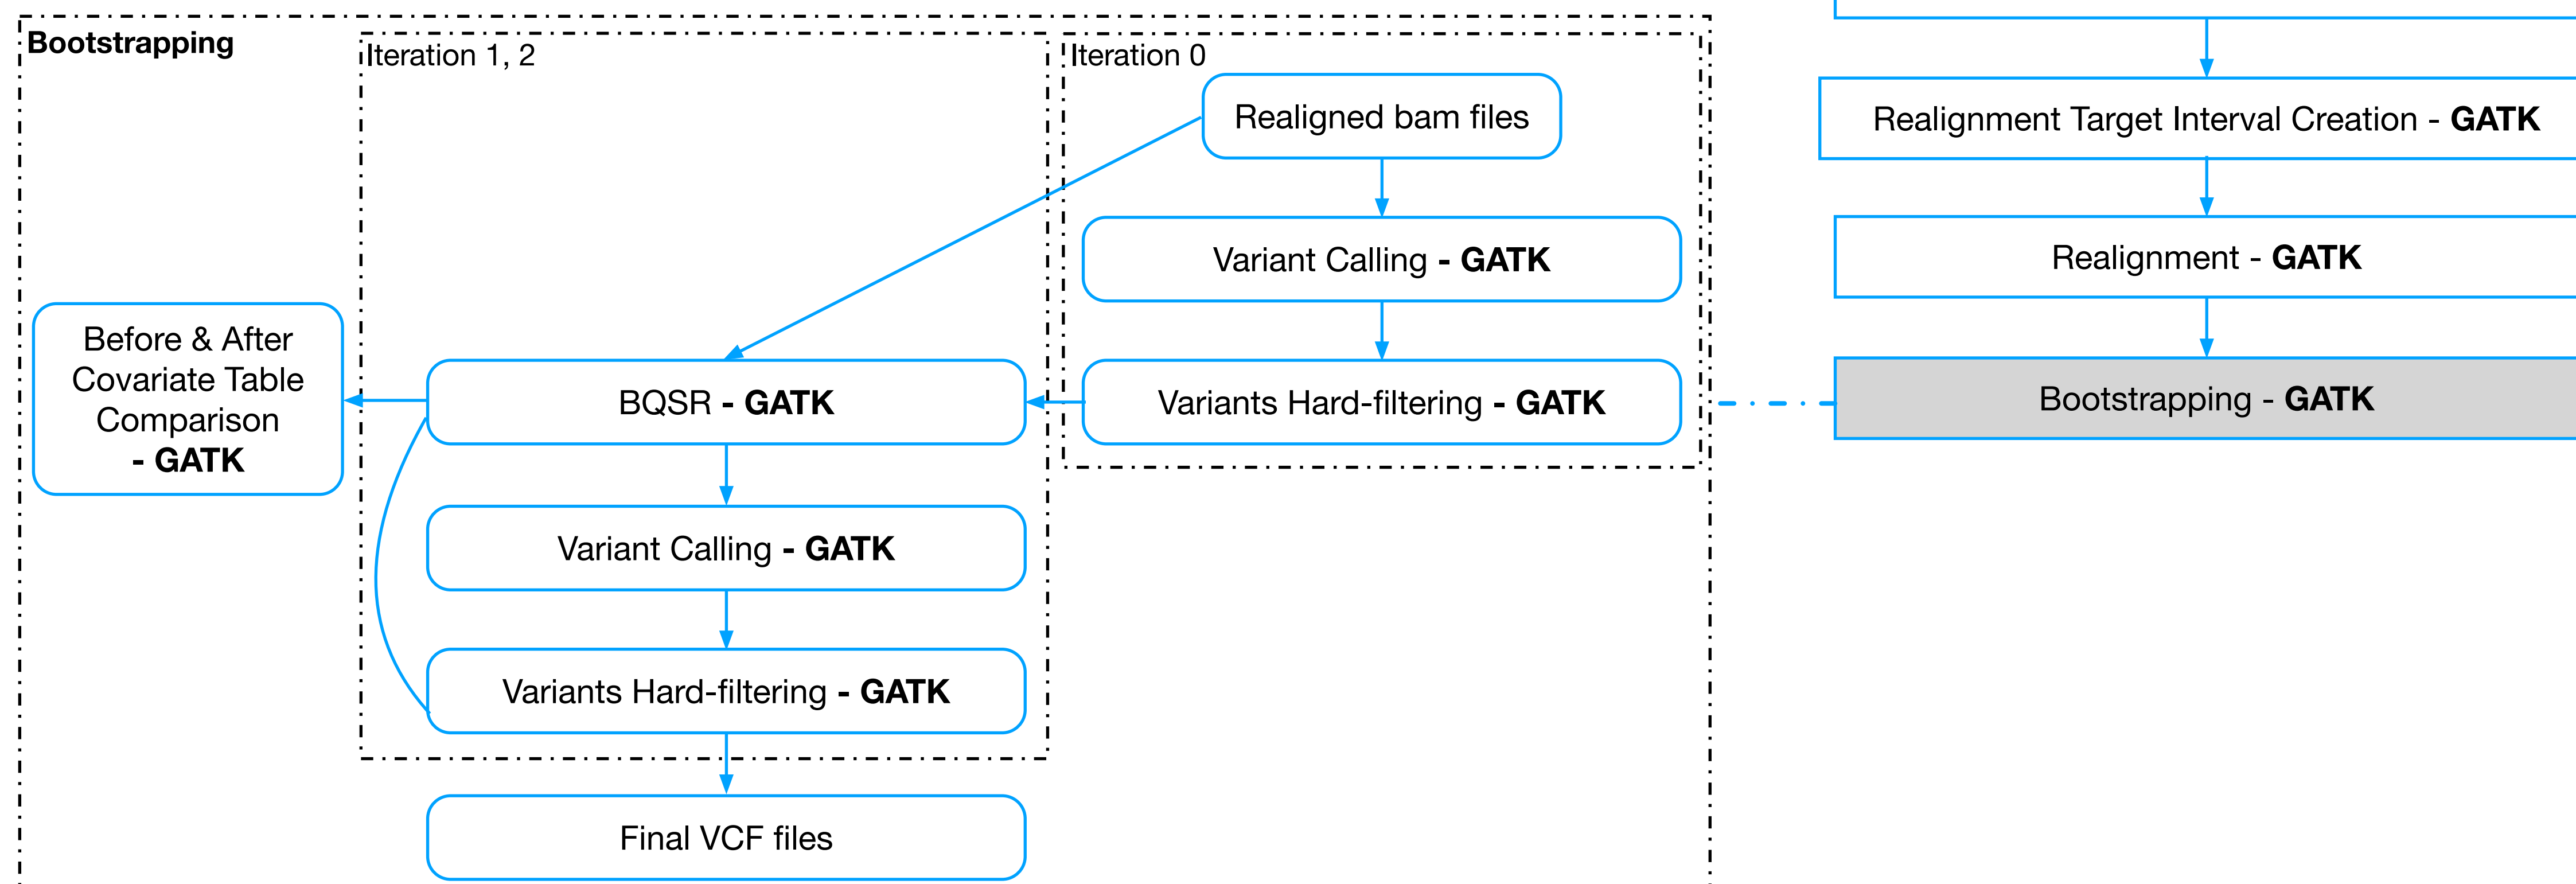 Bootstrapping
Iteration 1, 2
Iteration 0
Realigned bam files
Variant Calling - GATK
Variants Hard-filtering - GATK
BQSR - GATK
Before & After
Covariate Table
Comparison
- GATK
Variant Calling - GATK
Variants Hard-filtering - GATK
Final VCF files
Realignment Target Interval Creation - GATK
Realignment - GATK
Bootstrapping - GATK